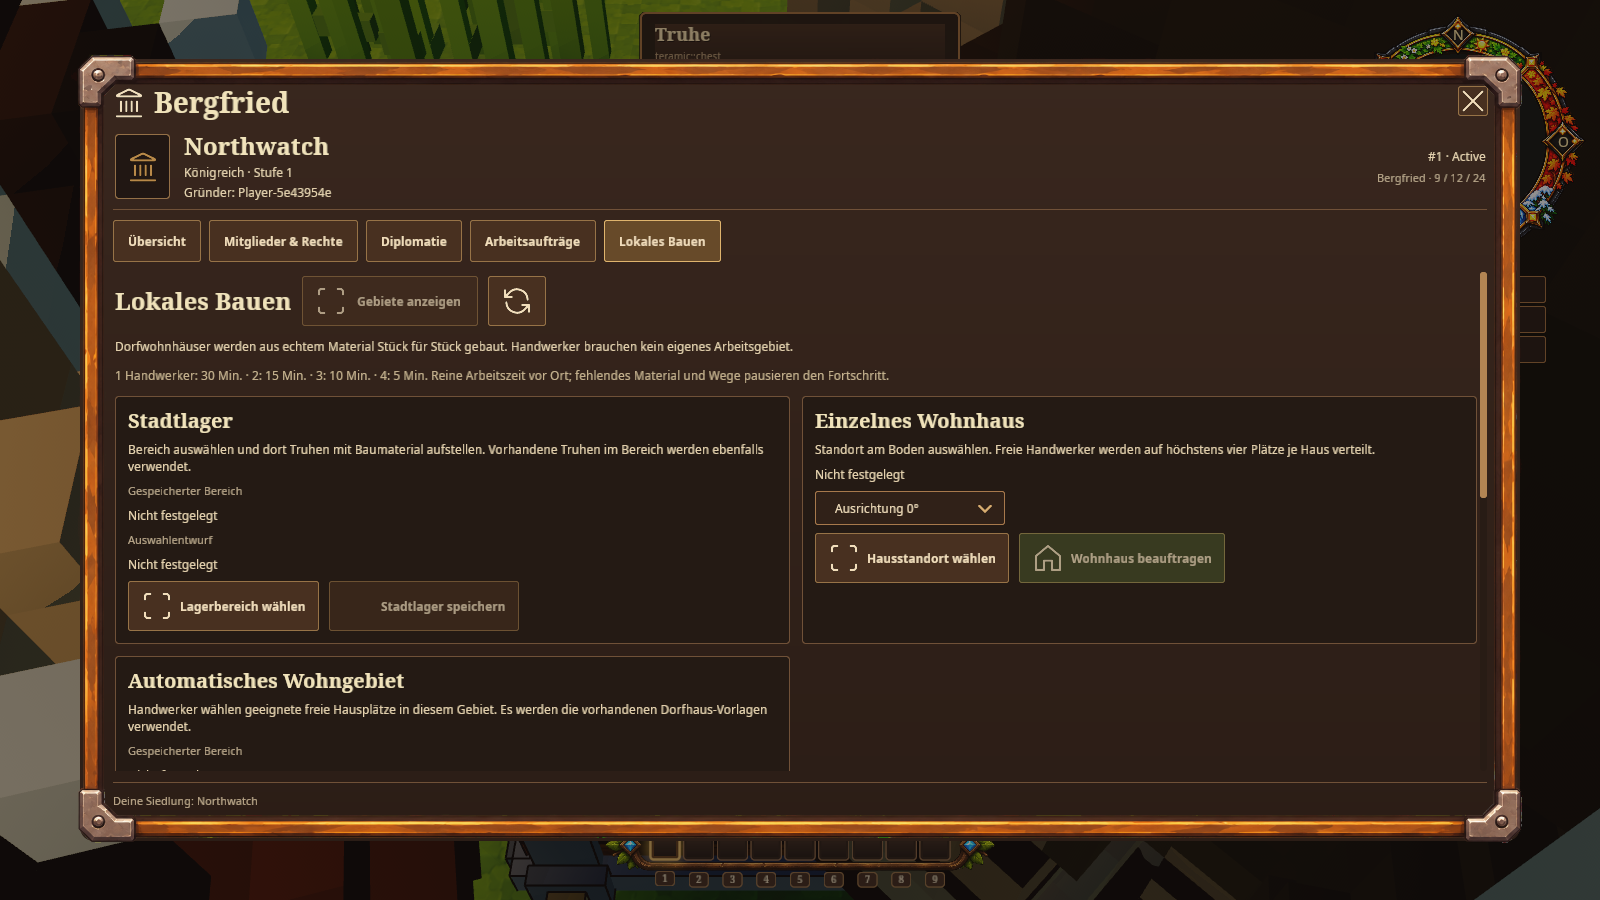 Truhe
teramic::chest
N
O
Bergfried
Northwatch
Königreich · Stufe 1
Gründer: Player-5e43954e
#1 · Active
Bergfried · 9 / 12 / 24
Übersicht
Mitglieder & Rechte
Diplomatie
Arbeitsaufträge
Lokales Bauen
Lokales Bauen
Gebiete anzeigen
Dorfwohnhäuser werden aus echtem Material Stück für Stück gebaut. Handwerker brauchen kein eigenes Arbeitsgebiet.
1 Handwerker: 30 Min. · 2: 15 Min. · 3: 10 Min. · 4: 5 Min. Reine Arbeitszeit vor Ort; fehlendes Material und Wege pausieren den Fortschritt.
Stadtlager
Bereich auswählen und dort Truhen mit Baumaterial aufstellen. Vorhandene Truhen im Bereich werden ebenfalls
verwendet.
Gespeicherter Bereich
Nicht festgelegt
Auswahlentwurf
Nicht festgelegt
Lagerbereich wählen
Stadtlager speichern
Einzelnes Wohnhaus
Standort am Boden auswählen. Freie Handwerker werden auf höchstens vier Plätze je Haus verteilt.
Nicht festgelegt
Ausrichtung 0°
Hausstandort wählen
Wohnhaus beauftragen
Automatisches Wohngebiet
Handwerker wählen geeignete freie Hausplätze in diesem Gebiet. Es werden die vorhandenen Dorfhaus-Vorlagen
verwendet.
Gespeicherter Bereich
Deine Siedlung: Northwatch
1 2 3 4 5 6 7 8 9